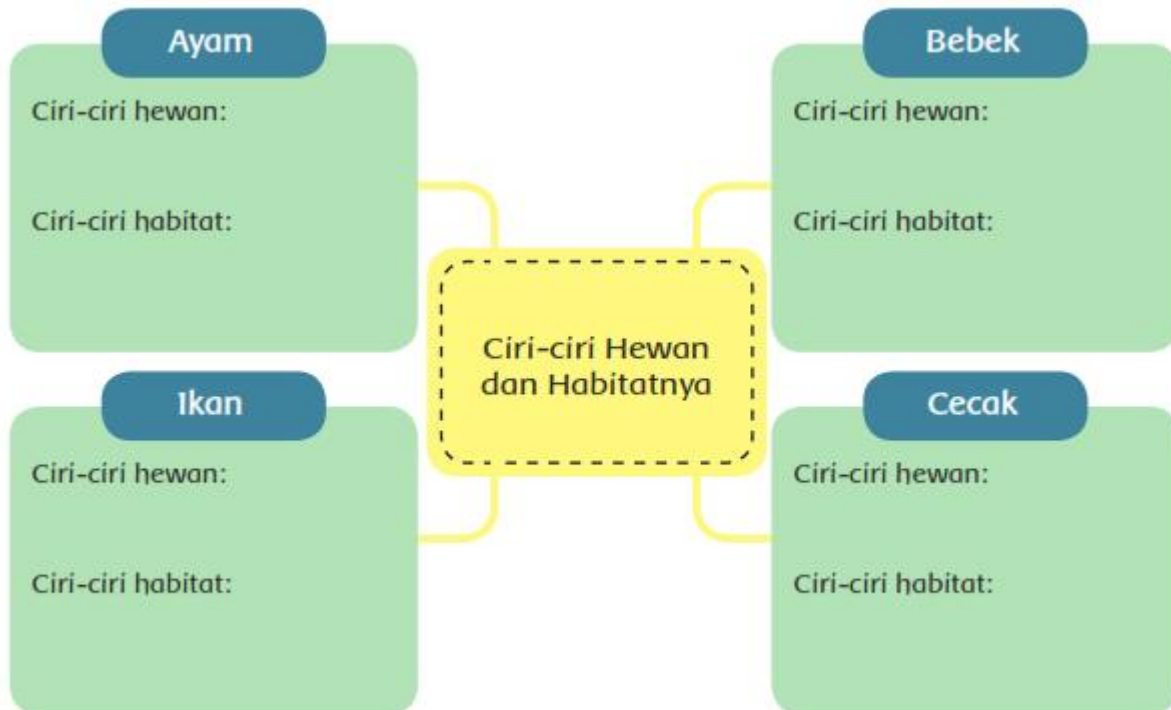 Ayam
Ciri-ciri hewan:
Ciri-ciri habitat:
Bebek
Ciri-ciri hewan:
Ciri-ciri habitat:
Ciri-ciri Hewan
dan Habitatnya
Ikan
Ciri-ciri hewan:
Ciri-ciri habitat:
Cecak
Ciri-ciri hewan:
Ciri-ciri habitat: